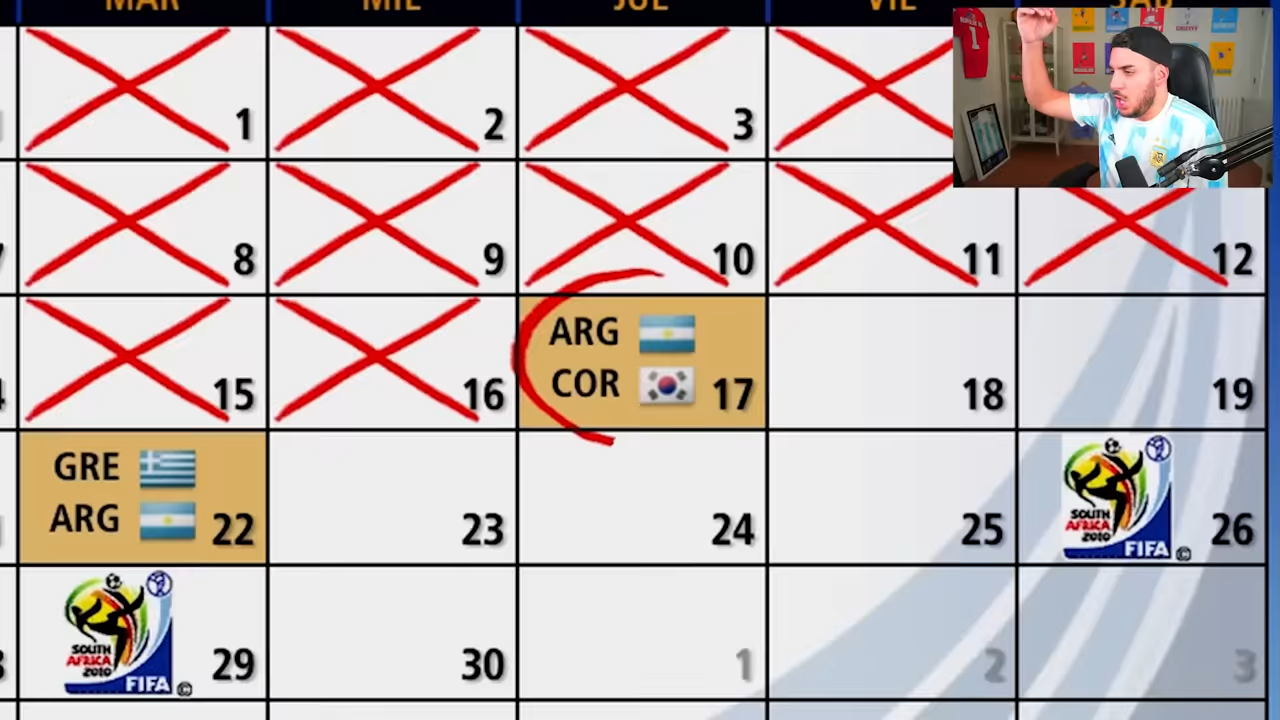 MAR MIE JUE VIE SAB
1 2 3
8 9 10 11 12
15 16
ARG
COR
17 18 19
GRE
ARG
22 23 24 25
SOUTH
AFRICA
2010
FIFA ©
26
SOUTH
AFRICA
2010
FIFA ©
29 30 1 2 3